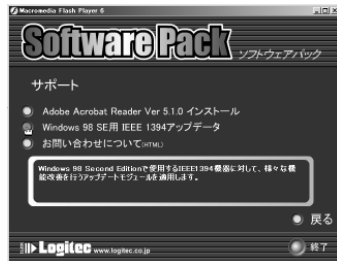 Macromedia Flash Player 6
Software Pack ソフトウェアパック
サポート
Adobe Acrobat Reader Ver 5.1.0 インストール
Windows 98 SE用 IEEE 1394アップデータ
お問い合わせについて(HTML)
Windows 98 Second Editionで使用するIEEE1394機器に対して、様々な機
能改善を行うアップデートモジュールを適用します。
戻る
Logitec www.logitec.co.jp
終了